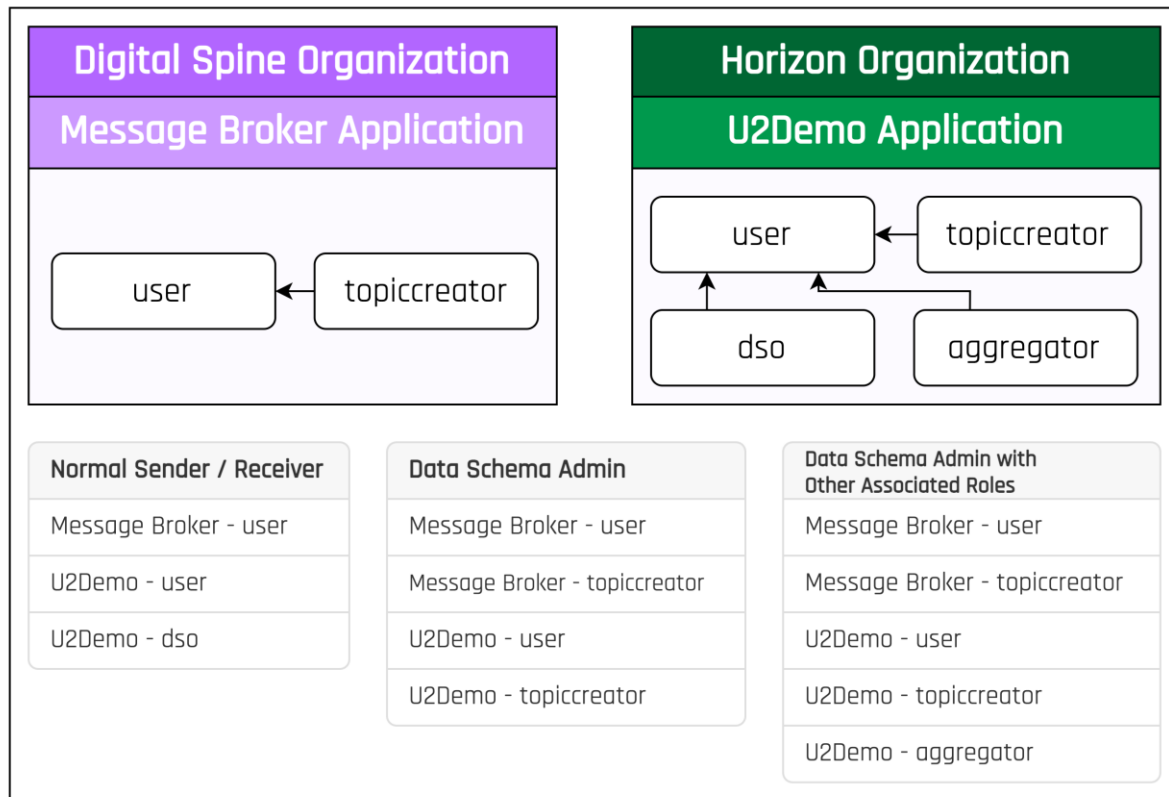 Digital Spine Organization
Message Broker Application
user
topiccreator
Horizon Organization
U2Demo Application
user
topiccreator
dso
aggregator
Normal Sender / Receiver
Message Broker - user
U2Demo - user
U2Demo - dso
Data Schema Admin
Message Broker - user
Message Broker - topiccreator
U2Demo - user
U2Demo - topiccreator
Data Schema Admin with
Other Associated Roles
Message Broker - user
Message Broker - topiccreator
U2Demo - user
U2Demo - topiccreator
U2Demo - aggregator